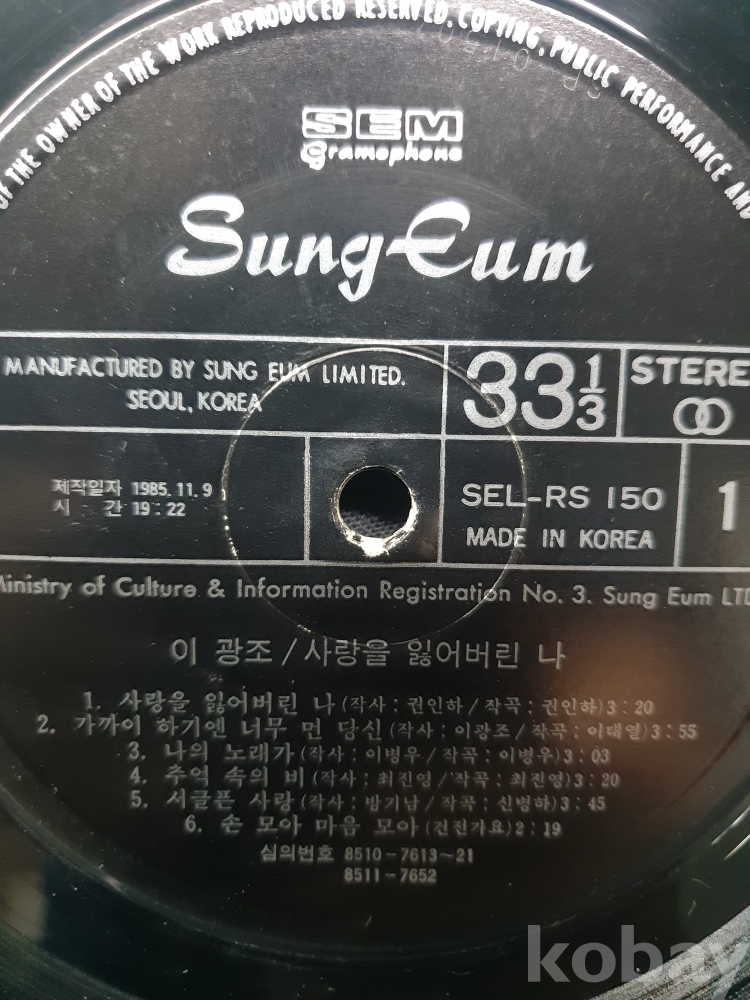 OF THE OWNER OF THE WORK REPRODUCED RESERVED. COPYING, PUBLIC PERFORMANCE AND
SEM
Gramophone
Sung-Eum
MANUFACTURED BY SUNG EUM LIMITED.
SEOUL, KOREA
33 1/3
STERE
제작일자 1985. 11. 9
시 간 19 : 22
SEL-RS 150
MADE IN KOREA
1
Ministry of Culture & Information Registration No. 3. Sung Eum LTD
이 광조 / 사랑을 잃어버린 나
1. 사랑을 잃어버린 나 (작사 : 권인하 / 작곡 : 권인하) 3 : 20
2. 가까이 하기엔 너무 먼 당신 (작사 : 이광조 / 작곡 : 이태열) 3 : 55
3. 나의 노래가 (작사 : 이병우 / 작곡 : 이병우) 3 : 03
4. 추억 속의 비 (작사 : 최진영 / 작곡 : 최진영) 3 : 20
5. 서글픈 사랑 (작사 : 방기남 / 작곡 : 신병하) 3 : 45
6. 손 모아 마음 모아 (건전가요) 2 : 19
심의번호 8510-7613~21
8511-7652
kobay